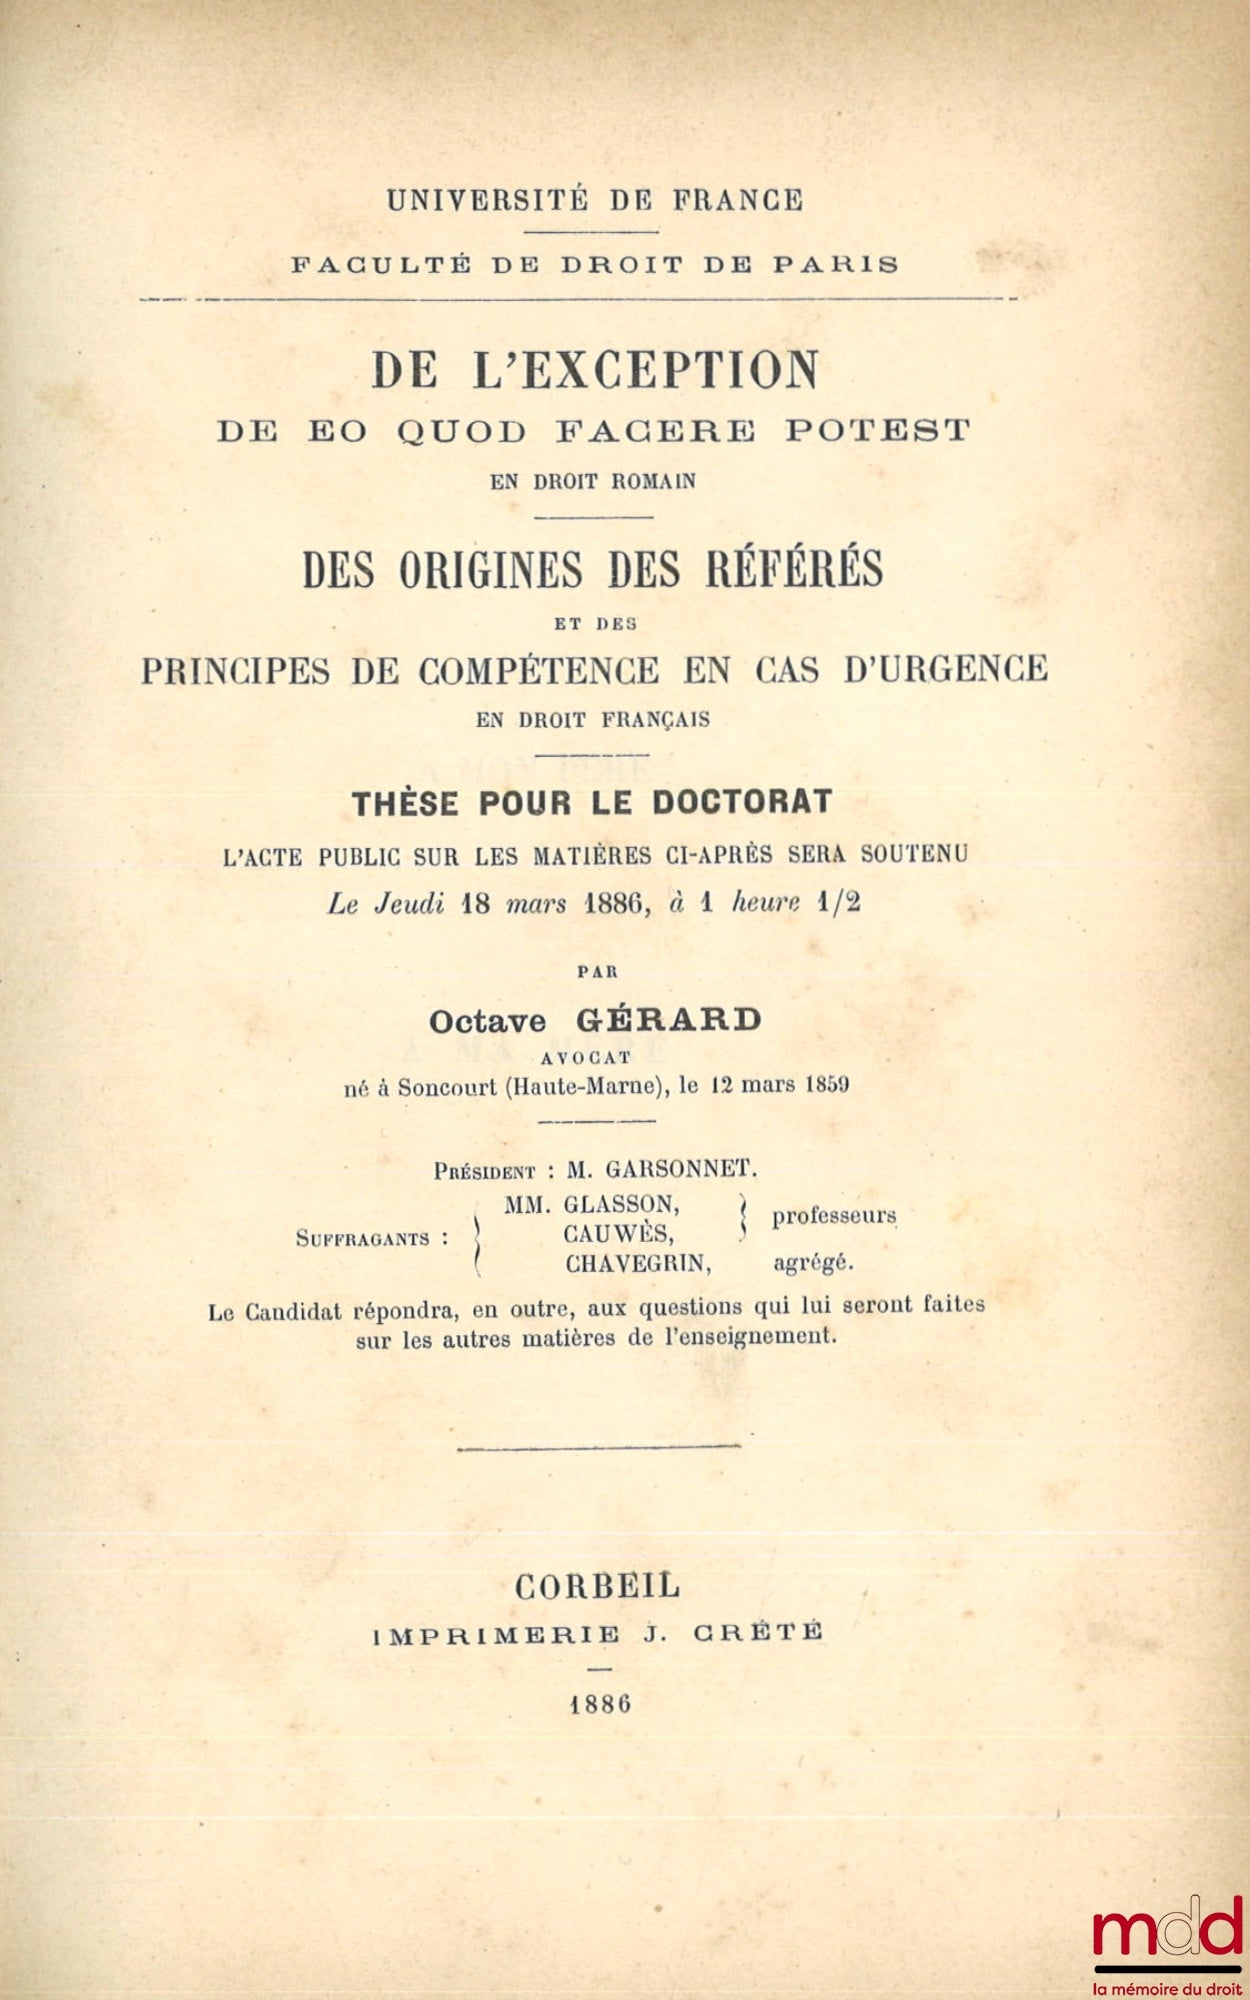 UNIVERSITÉ DE FRANCE
FACULTÉ DE DROIT DE PARIS
DE L'EXCEPTION
DE EO QUOD FACERE POTEST
EN DROIT ROMAIN
DES ORIGINES DES RÉFÉRÉS
ET DES
PRINCIPES DE COMPÉTENCE EN CAS D'URGENCE
EN DROIT FRANÇAIS
THÈSE POUR LE DOCTORAT
L'ACTE PUBLIC SUR LES MATIÈRES CI-APRÈS SERA SOUTENU
Le Jeudi 18 mars 1886, à 1 heure 1/2
PAR
Octave GÉRARD
AVOCAT
né à Soncourt (Haute-Marne), le 12 mars 1859
PRÉSIDENT : M. GARSONNET.
SUFFRAGANTS : MM. GLASSON,
CAUWÈS, professeurs
CHAVEGRIN, agrégé.
Le Candidat répondra, en outre, aux questions qui lui seront faites
sur les autres matières de l'enseignement.
CORBEIL
IMPRIMERIE J. CRÉTÉ
1886
mdd
la mémoire du droit